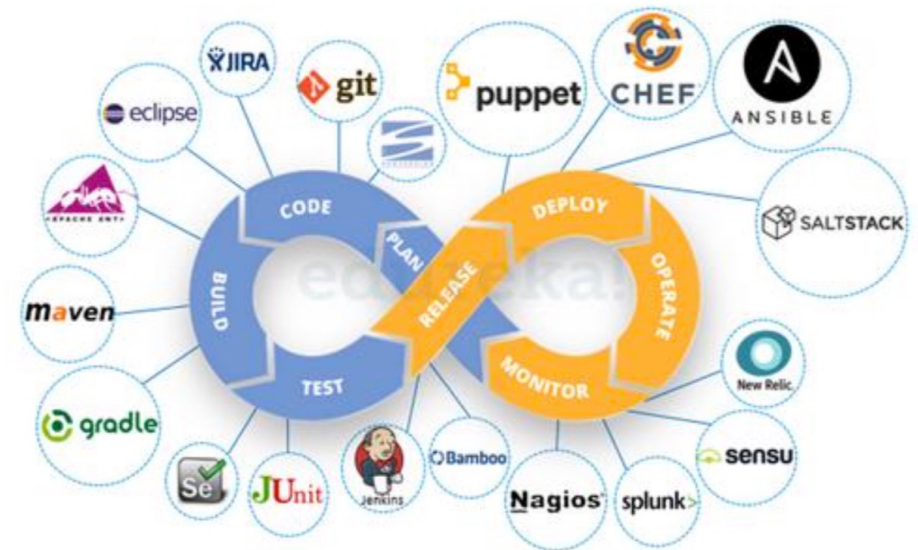 JIRA
git
eclipse
puppet
CHEF
ANSIBLE
SALTSTACK
CODE
PLAN
DEPLOY
OPERATE
RELEASE
BUILD
TEST
MONITOR
edureka!
maven
gradle
Se
JUnit
Jenkins
Bamboo
Nagios
splunk>
sensu
New Relic.